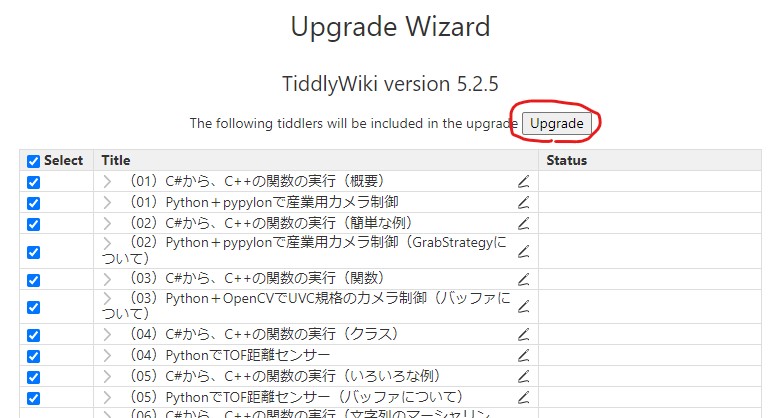 Upgrade Wizard
TiddlyWiki version 5.2.5
The following tiddlers will be included in the upgrade Upgrade
Select Title Status
（01）C#から、C++の関数の実行（概要）
（01）Python＋pypylonで産業用カメラ制御
（02）C#から、C++の関数の実行（簡単な例）
（02）Python＋pypylonで産業用カメラ制御（GrabStrategyに
ついて）
（03）C#から、C++の関数の実行（関数）
（03）Python＋OpenCVでUVC規格のカメラ制御（バッファに
ついて）
（04）C#から、C++の関数の実行（クラス）
（04）PythonでTOF距離センサー
（05）C#から、C++の関数の実行（いろいろな例）
（05）PythonでTOF距離センサー（バッファについて）
（06）C#から、C++の関数の実行（文字列のマーシャリン